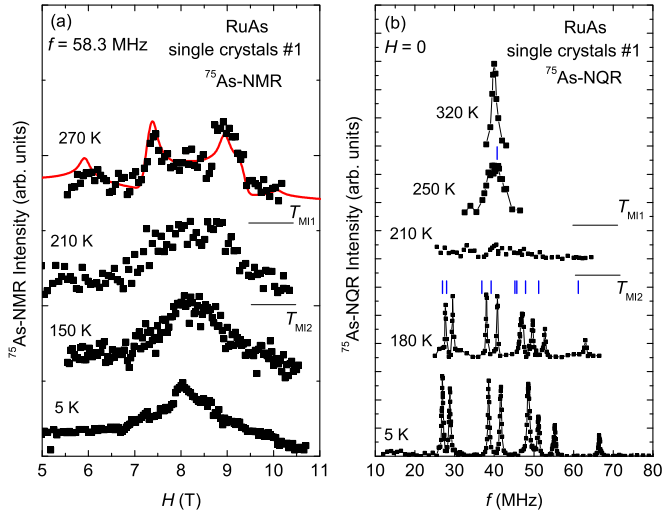 (a)
RuAs
f = 58.3 MHz
single crystals #1
⁷⁵As-NMR
270 K
T_MI1
210 K
T_MI2
150 K
5 K
⁷⁵As-NMR Intensity (arb. units)
5 6 7 8 9 10 11
H (T)
(b)
RuAs
H = 0
single crystals #1
⁷⁵As-NQR
320 K
250 K
T_MI1
210 K
T_MI2
180 K
5 K
⁷⁵As-NQR Intensity (arb. units)
10 20 30 40 50 60 70 80
f (MHz)